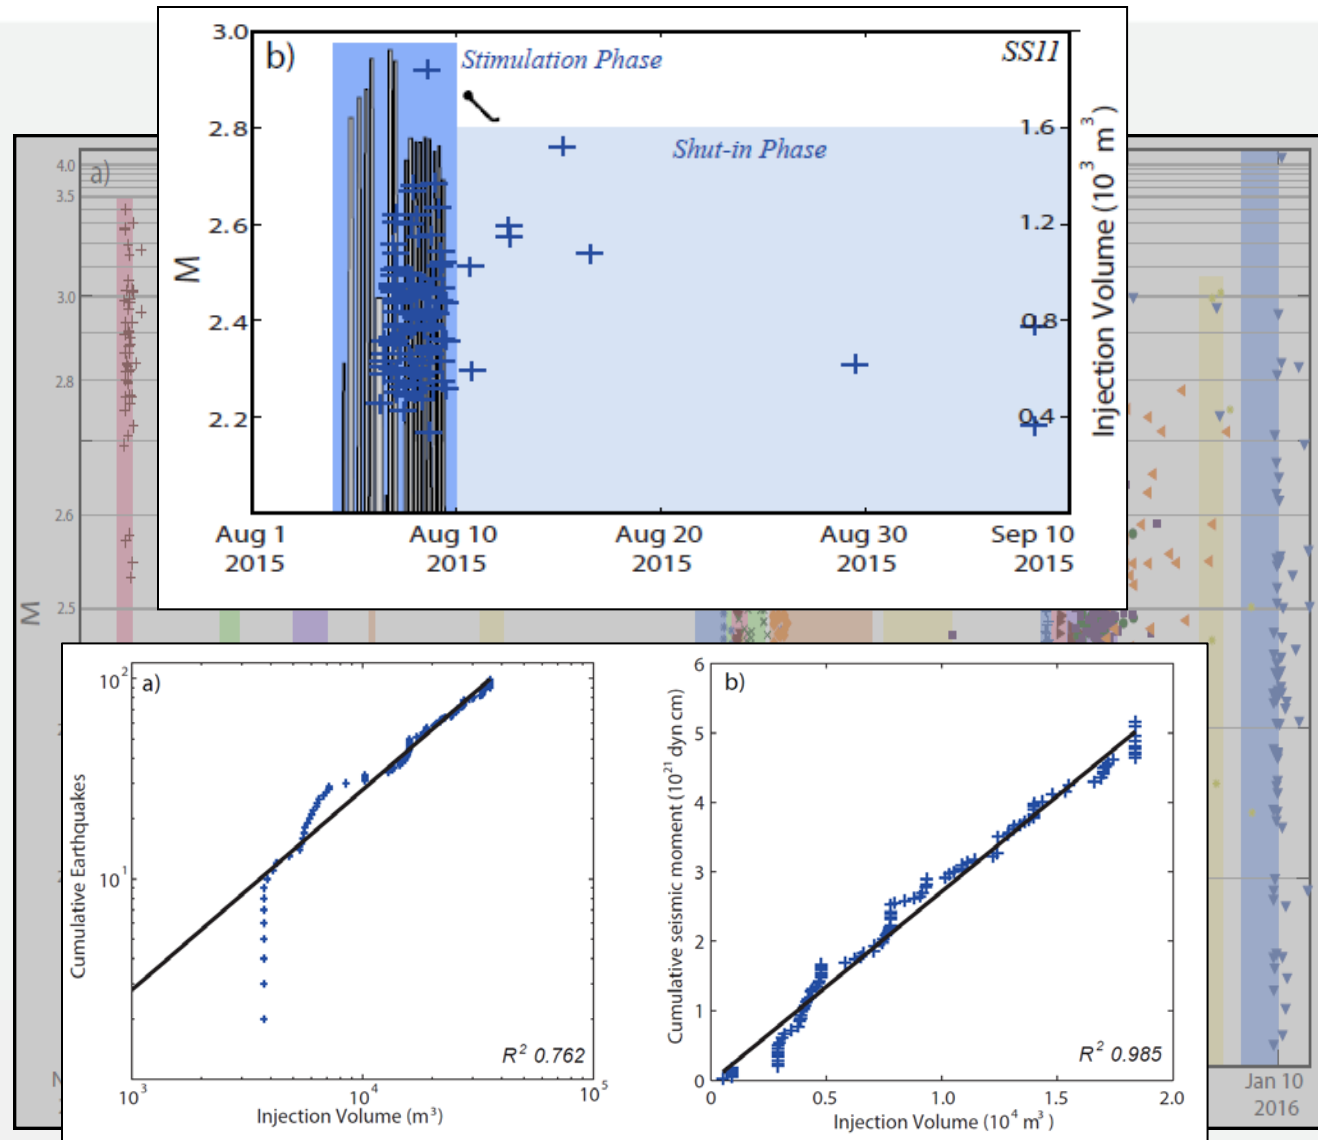 3.0
b)
Stimulation Phase
SS11
2.8
1.6
Shut-in Phase
2.6
1.2
M
Injection Volume (10³ m³)
2.4
0.8
2.2
0.4
Aug 1
2015
Aug 10
2015
Aug 20
2015
Aug 30
2015
Sep 10
2015
4.0
a)
3.5
3.0
2.8
2.6
2.5
M
Jan 10
2016
a)
10²
10¹
Cumulative Earthquakes
R² 0.762
10³
10⁴
10⁵
Injection Volume (m³)
b)
6
5
4
3
2
1
0
Cumulative seismic moment (10²¹ dyn cm)
R² 0.985
0
0.5
1.0
1.5
2.0
Injection Volume (10⁴ m³)